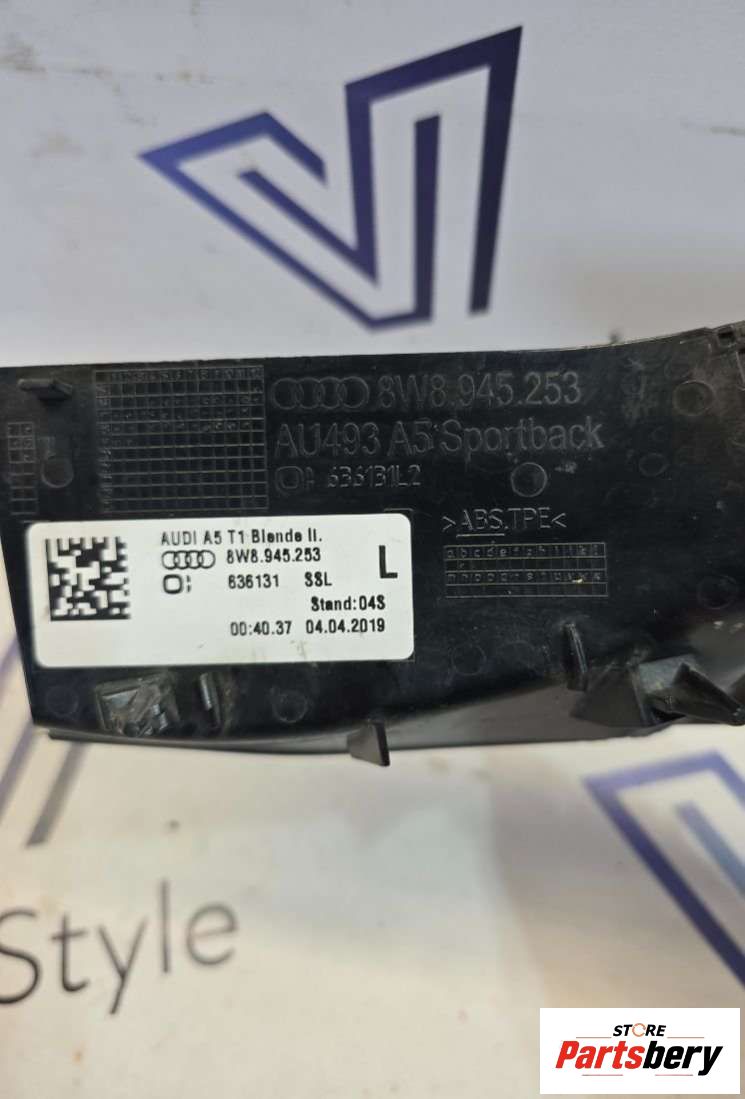 8W8.945.253
AU493 A5 Sportback
636131L2
>ABS.TPE<
AUDI A5 T1 Blende li.
8W8.945.253
636131 SSL L
Stand:04S
00:40.37 04.04.2019
Style
STORE
Partsbery